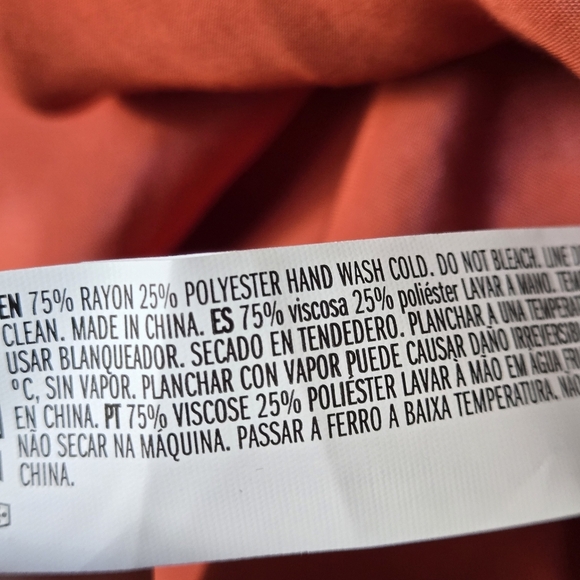 EN 75% RAYON 25% POLYESTER HAND WASH COLD. DO NOT BLEACH. LINE
CLEAN. MADE IN CHINA. ES 75% viscosa 25% poliéster LAVAR A MANO.
USAR BLANQUEADOR. SECADO EN TENDEDERO. PLANCHAR A UNA
°C, SIN VAPOR. PLANCHAR CON VAPOR PUEDE CAUSAR DAÑO
EN CHINA. PT 75% VISCOSE 25% POLIÉSTER LAVAR À MÃO EM ÁGUA
NÃO SECAR NA MÁQUINA. PASSAR A FERRO A BAIXA TEMPERATURA.
CHINA.